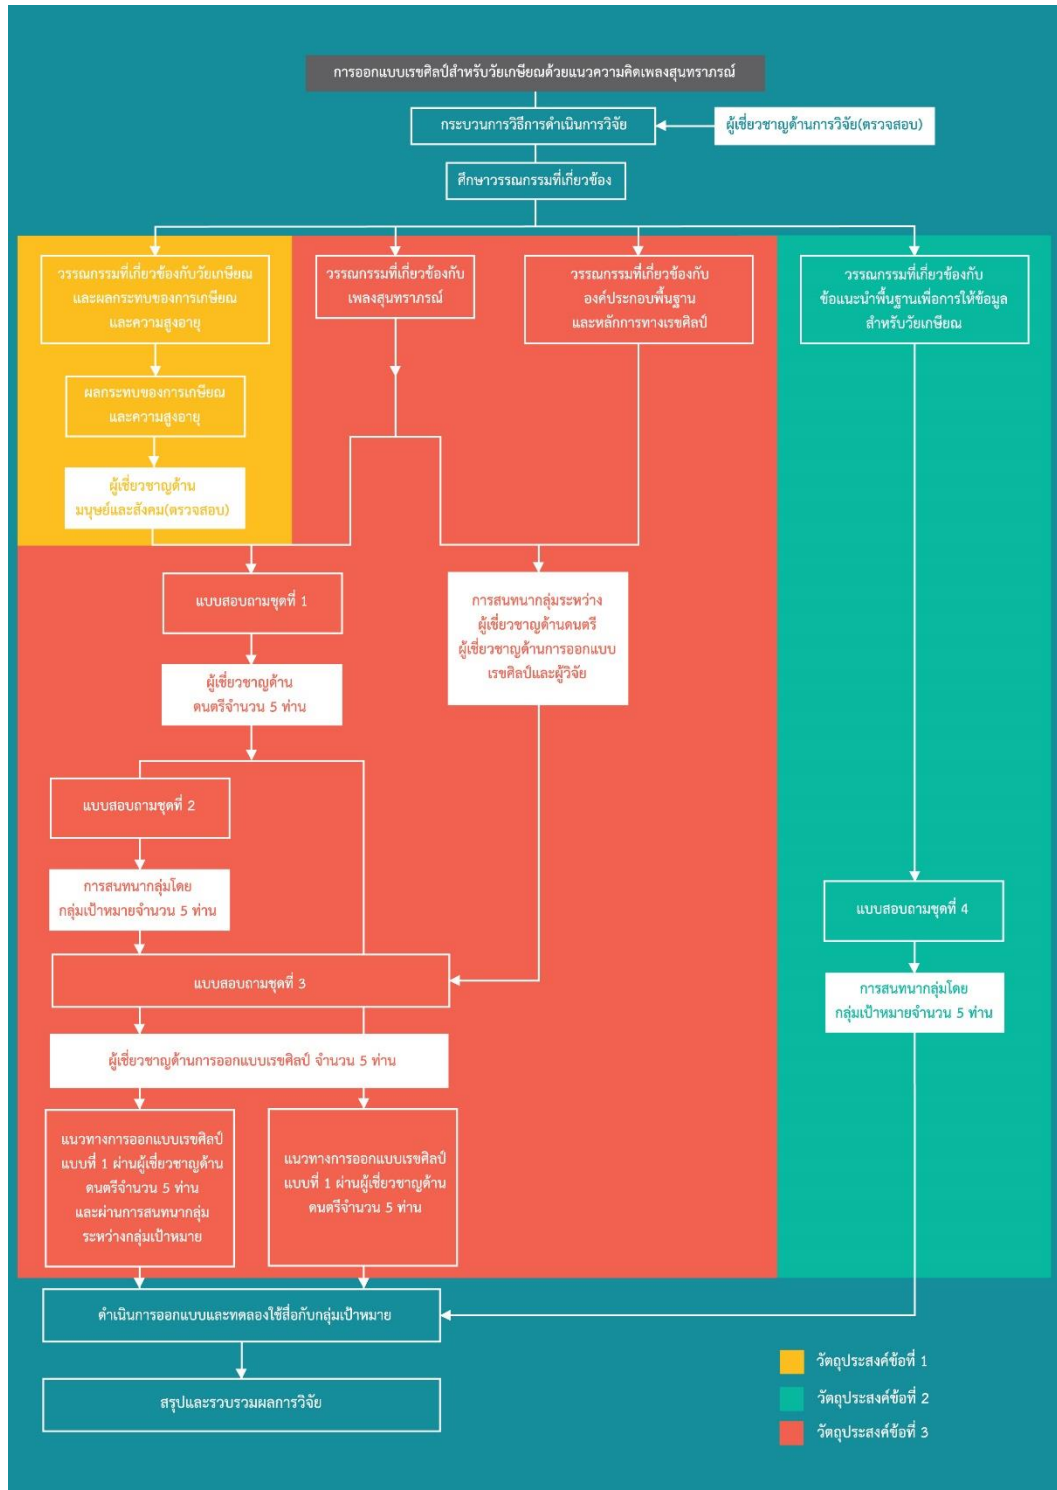 การออกแบบเรขศิลป์สำหรับวัยเกษียณด้วยแนวความคิดเพลงสุนทราภรณ์
กระบวนการวิธีการดำเนินการวิจัย
ผู้เชี่ยวชาญด้านการวิจัย(ตรวจสอบ)
ศึกษาวรรณกรรมที่เกี่ยวข้อง
วรรณกรรมที่เกี่ยวข้องกับวัยเกษียณ
และผลกระทบของการเกษียณ
และความสูงอายุ
วรรณกรรมที่เกี่ยวข้องกับ
เพลงสุนทราภรณ์
วรรณกรรมที่เกี่ยวข้องกับ
องค์ประกอบพื้นฐาน
และหลักการทางเรขศิลป์
วรรณกรรมที่เกี่ยวข้องกับ
ข้อแนะนำพื้นฐานเพื่อการให้ข้อมูล
สำหรับวัยเกษียณ
ผลกระทบของการเกษียณ
และความสูงอายุ
ผู้เชี่ยวชาญด้าน
มนุษย์และสังคม(ตรวจสอบ)
แบบสอบถามชุดที่ 1
การสนทนากลุ่มระหว่าง
ผู้เชี่ยวชาญด้านดนตรี
ผู้เชี่ยวชาญด้านการออกแบบ
เรขศิลป์และผู้วิจัย
ผู้เชี่ยวชาญด้าน
ดนตรีจำนวน 5 ท่าน
แบบสอบถามชุดที่ 2
การสนทนากลุ่มโดย
กลุ่มเป้าหมายจำนวน 5 ท่าน
แบบสอบถามชุดที่ 4
แบบสอบถามชุดที่ 3
การสนทนากลุ่มโดย
กลุ่มเป้าหมายจำนวน 5 ท่าน
ผู้เชี่ยวชาญด้านการออกแบบเรขศิลป์ จำนวน 5 ท่าน
แนวทางการออกแบบเรขศิลป์
แบบที่ 1 ผ่านผู้เชี่ยวชาญด้าน
ดนตรีจำนวน 5 ท่าน
และผ่านการสนทนากลุ่ม
ระหว่างกลุ่มเป้าหมาย
แนวทางการออกแบบเรขศิลป์
แบบที่ 1 ผ่านผู้เชี่ยวชาญด้าน
ดนตรีจำนวน 5 ท่าน
ดำเนินการออกแบบและทดลองใช้สื่อกับกลุ่มเป้าหมาย
สรุปและรวบรวมผลการวิจัย
วัตถุประสงค์ข้อที่ 1
วัตถุประสงค์ข้อที่ 2
วัตถุประสงค์ข้อที่ 3